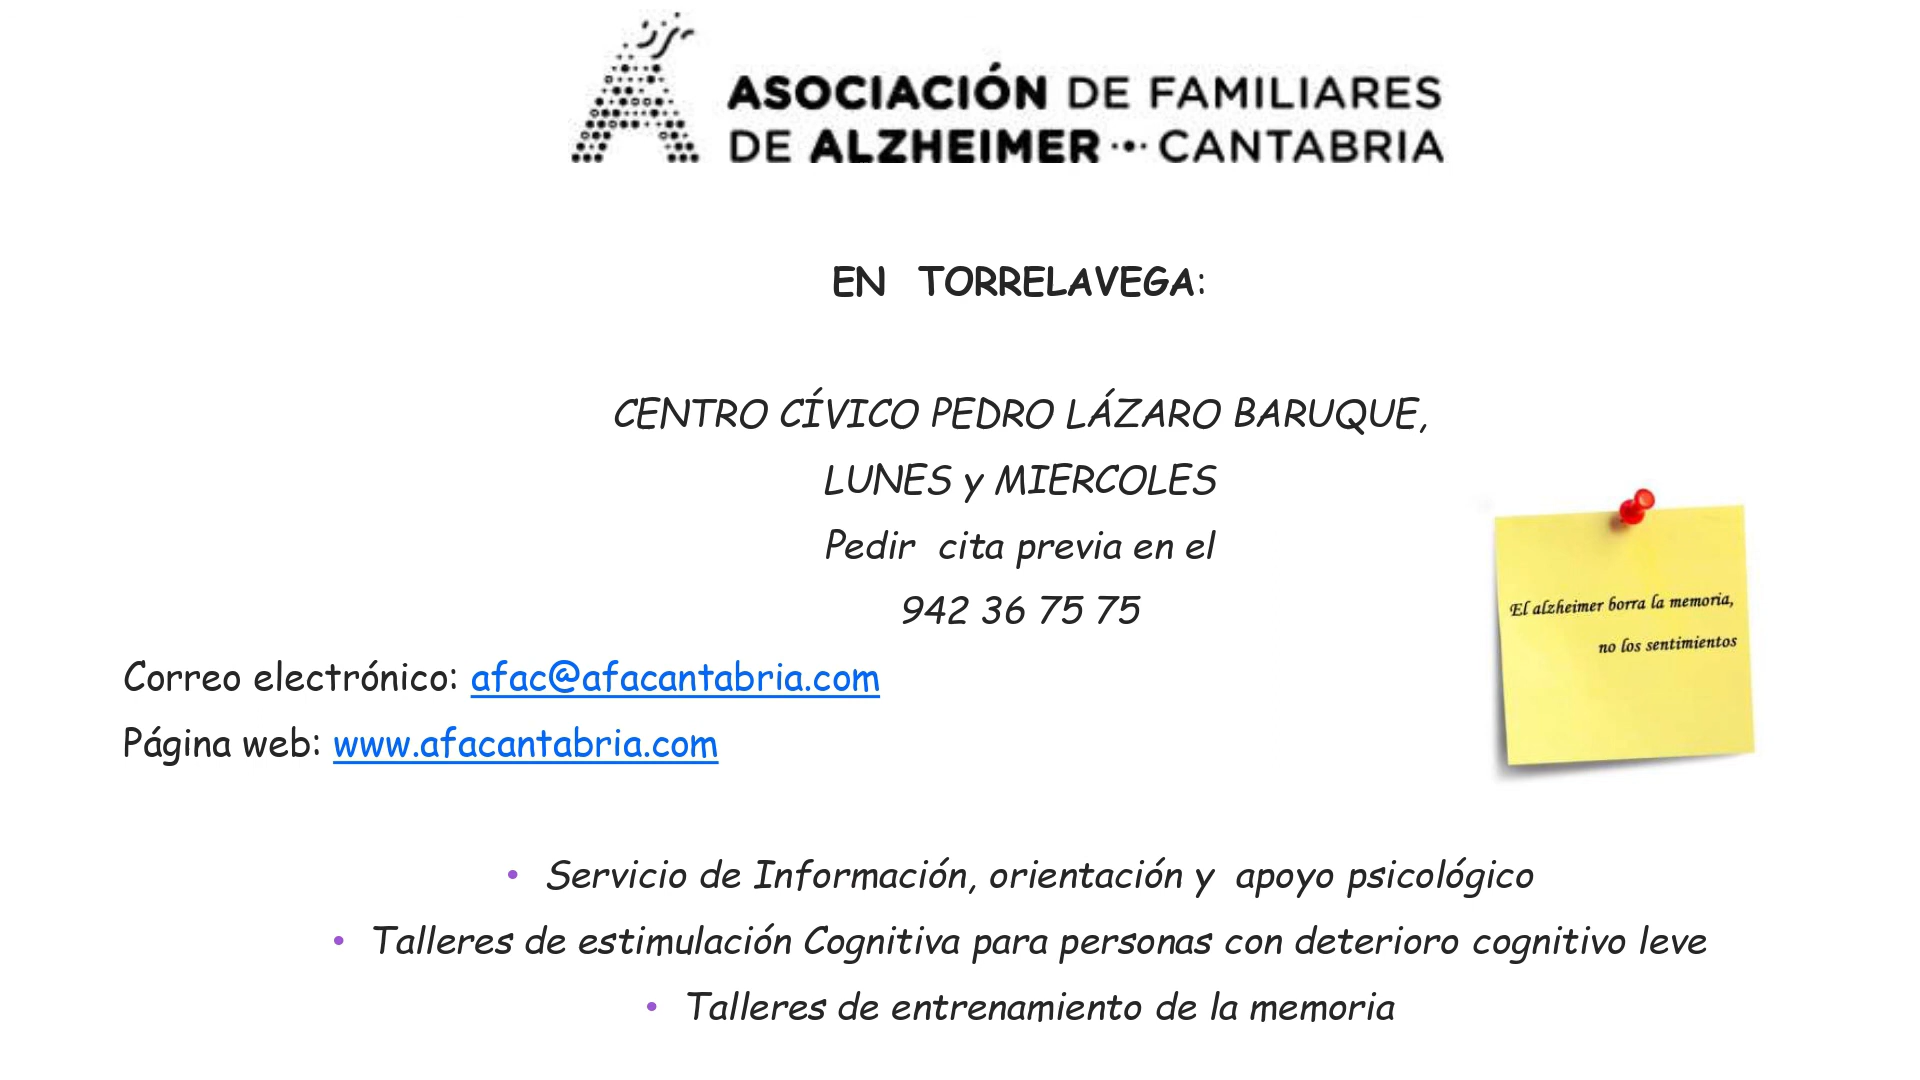 ASOCIACIÓN DE FAMILIARES
DE ALZHEIMER ··· CANTABRIA
EN TORRELAVEGA:
CENTRO CÍVICO PEDRO LÁZARO BARUQUE,
LUNES y MIERCOLES
Pedir cita previa en el
942 36 75 75
El alzheimer borra la memoria,
no los sentimientos
Correo electrónico: afac@afacantabria.com
Página web: www.afacantabria.com
• Servicio de Información, orientación y apoyo psicológico
• Talleres de estimulación Cognitiva para personas con deterioro cognitivo leve
• Talleres de entrenamiento de la memoria